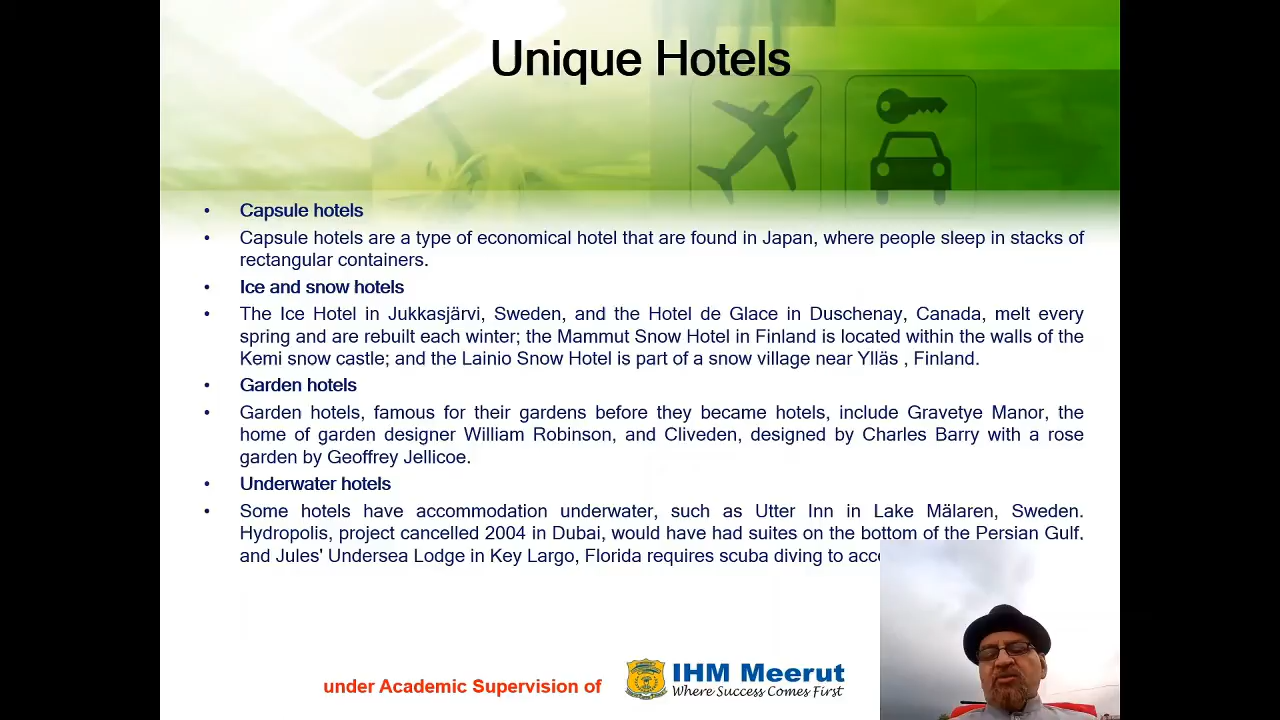 Unique Hotels
• Capsule hotels
• Capsule hotels are a type of economical hotel that are found in Japan, where people sleep in stacks of
rectangular containers.
• Ice and snow hotels
• The Ice Hotel in Jukkasjärvi, Sweden, and the Hotel de Glace in Duschenay, Canada, melt every
spring and are rebuilt each winter; the Mammut Snow Hotel in Finland is located within the walls of the
Kemi snow castle; and the Lainio Snow Hotel is part of a snow village near Ylläs , Finland.
• Garden hotels
• Garden hotels, famous for their gardens before they became hotels, include Gravetye Manor, the
home of garden designer William Robinson, and Cliveden, designed by Charles Barry with a rose
garden by Geoffrey Jellicoe.
• Underwater hotels
• Some hotels have accommodation underwater, such as Utter Inn in Lake Mälaren, Sweden.
Hydropolis, project cancelled 2004 in Dubai, would have had suites on the bottom of the Persian Gulf,
and Jules' Undersea Lodge in Key Largo, Florida requires scuba diving to
under Academic Supervision of
IHM Meerut
Where Success Comes First